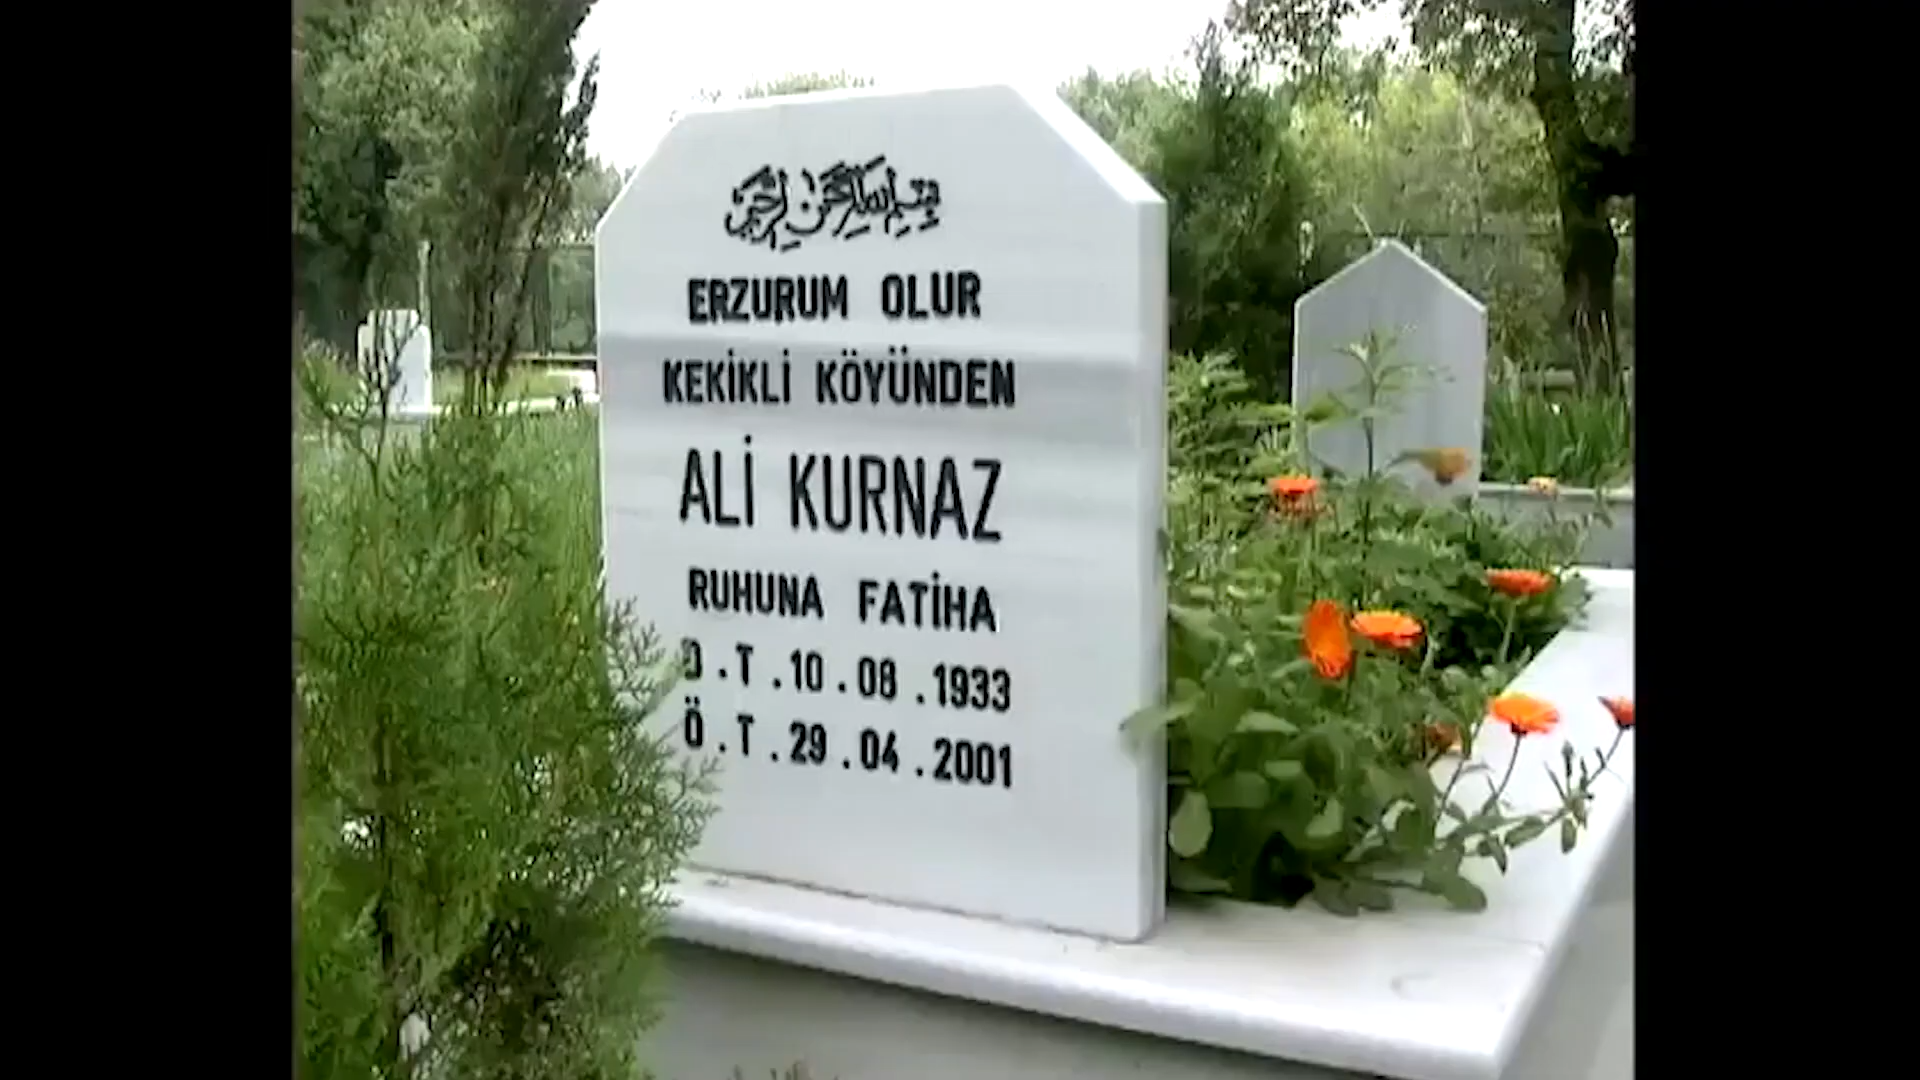 بسم الله الرحمن الرحيم
ERZURUM OLUR
KEKİKLİ KÖYÜNDEN
ALİ KURNAZ
RUHUNA FATİHA
D.T.10.08.1933
Ö.T.29.04.2001